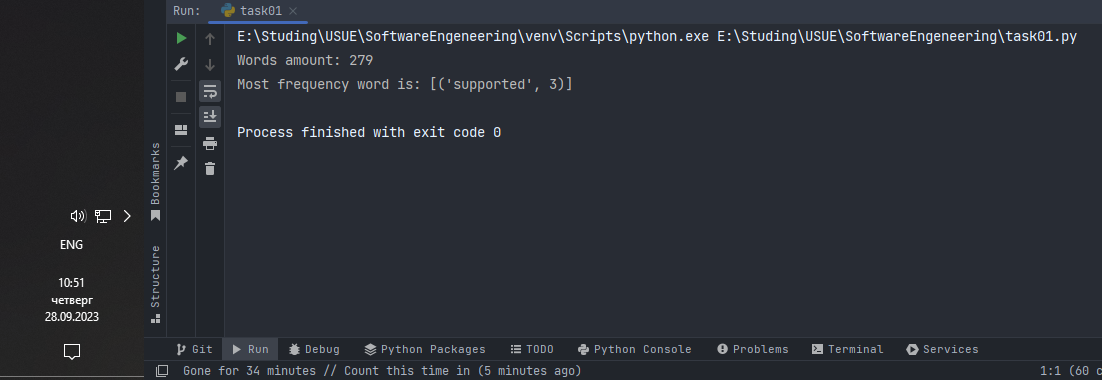 Run: task01
E:\Studing\USUE\SoftwareEngeneering\venv\Scripts\python.exe E:\Studing\USUE\SoftwareEngeneering\task01.py
Words amount: 279
Most frequency word is: [('supported', 3)]
Process finished with exit code 0
Bookmarks
Structure
ENG
10:51
четверг
28.09.2023
Git Run Debug Python Packages TODO Python Console Problems Terminal Services
Gone for 34 minutes // Count this time in (5 minutes ago) 1:1 (60 c